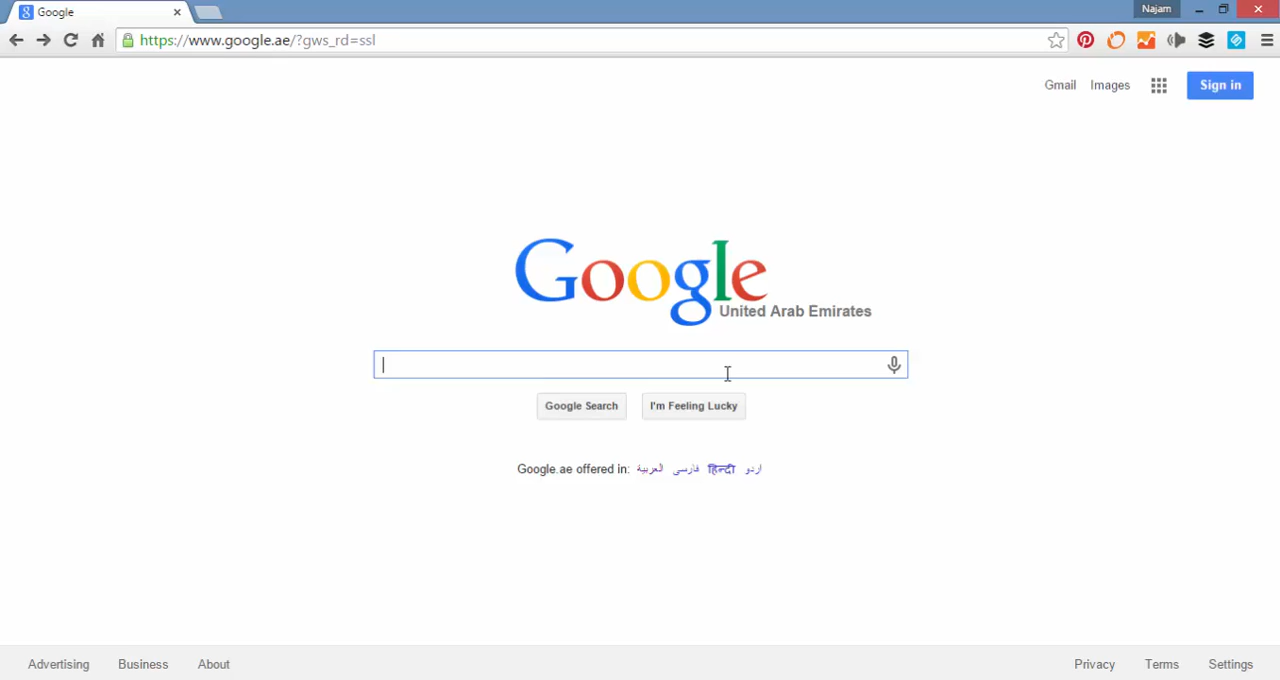 Google
Najam
https://www.google.ae/?gws_rd=ssl
Gmail Images Sign in
Google
United Arab Emirates
Google Search I'm Feeling Lucky
Google.ae offered in: العربية فارسی हिन्दी اردو
Advertising Business About Privacy Terms Settings